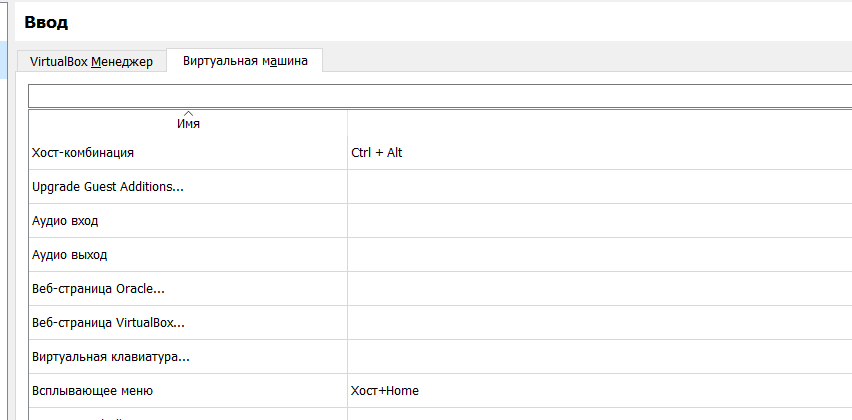 Ввод
VirtualBox Менеджер
Виртуальная машина
Имя
Хост-комбинация Ctrl + Alt
Upgrade Guest Additions...
Аудио вход
Аудио выход
Веб-страница Oracle...
Веб-страница VirtualBox...
Виртуальная клавиатура...
Всплывающее меню Хост+Home